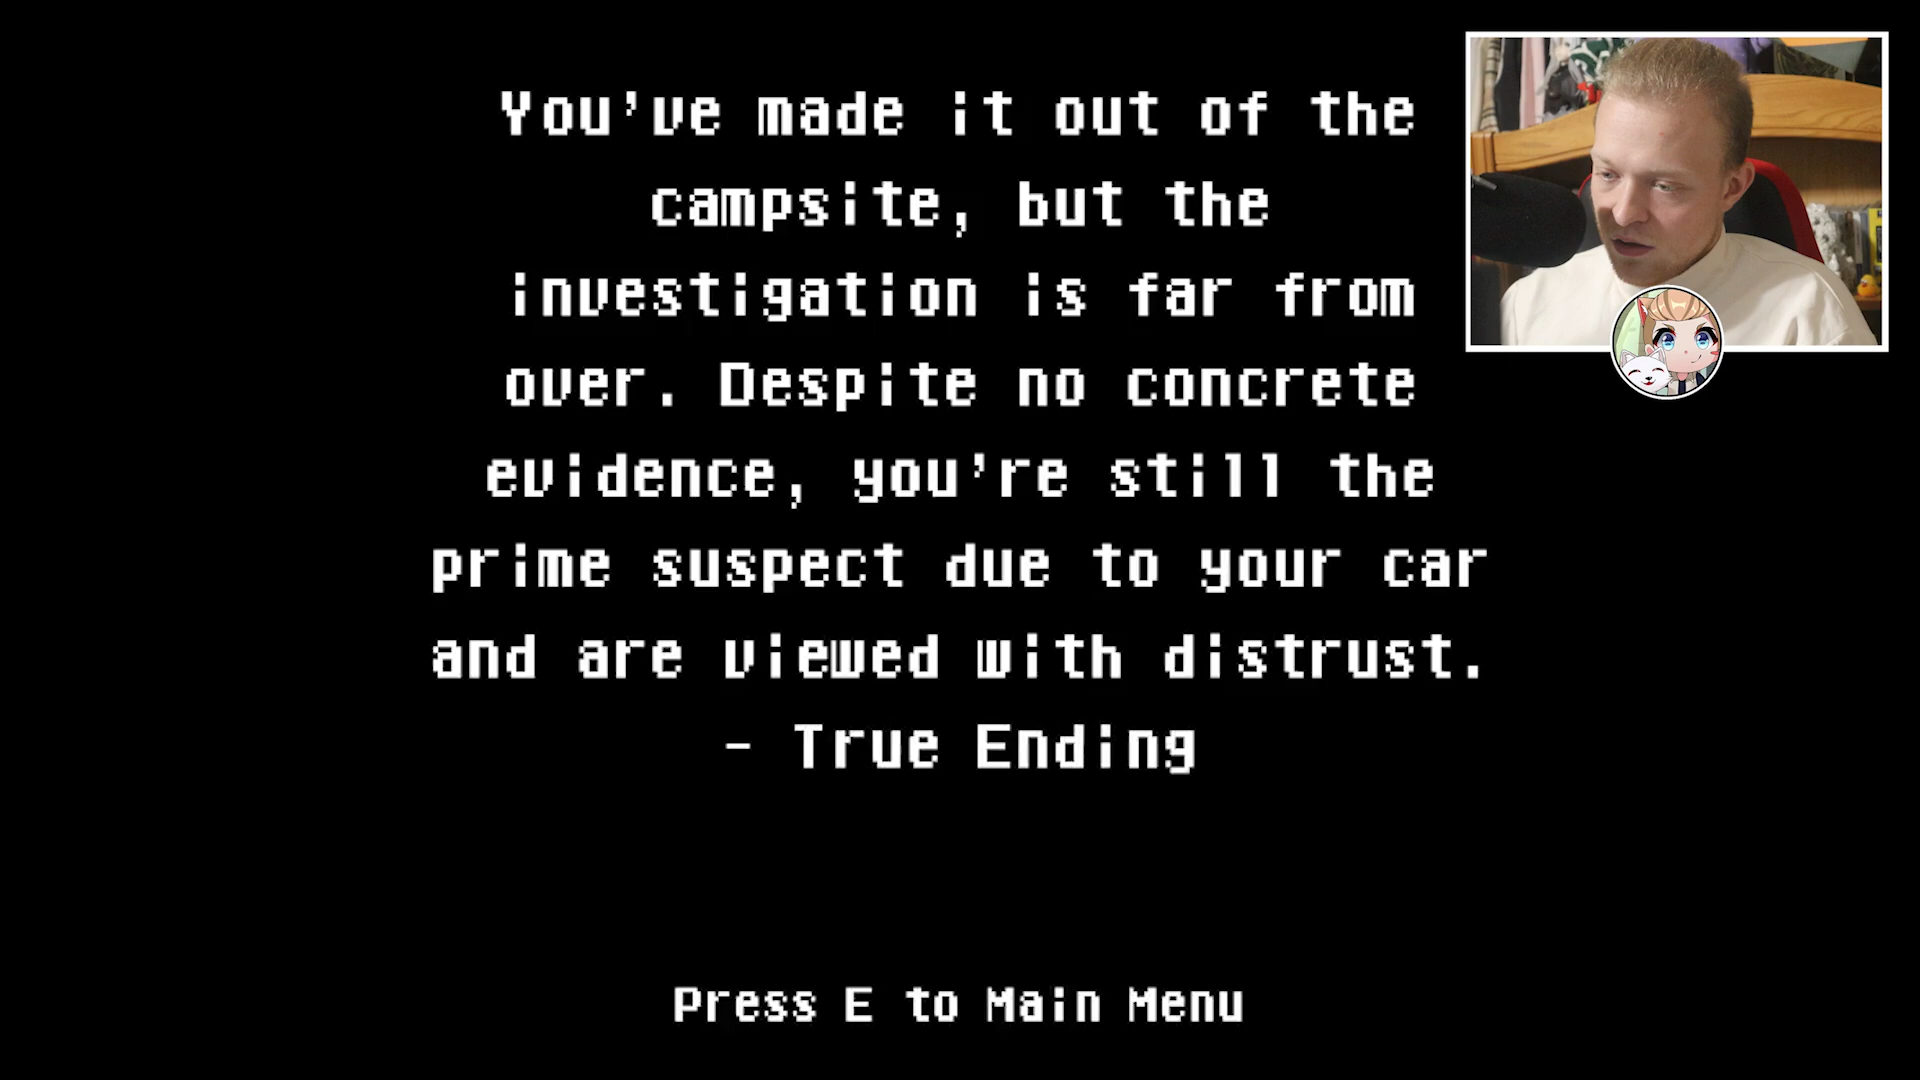 You've made it out of the
campsite, but the
investigation is far from
over. Despite no concrete
evidence, you're still the
prime suspect due to your car
and are viewed with distrust.
- True Ending
Press E to Main Menu